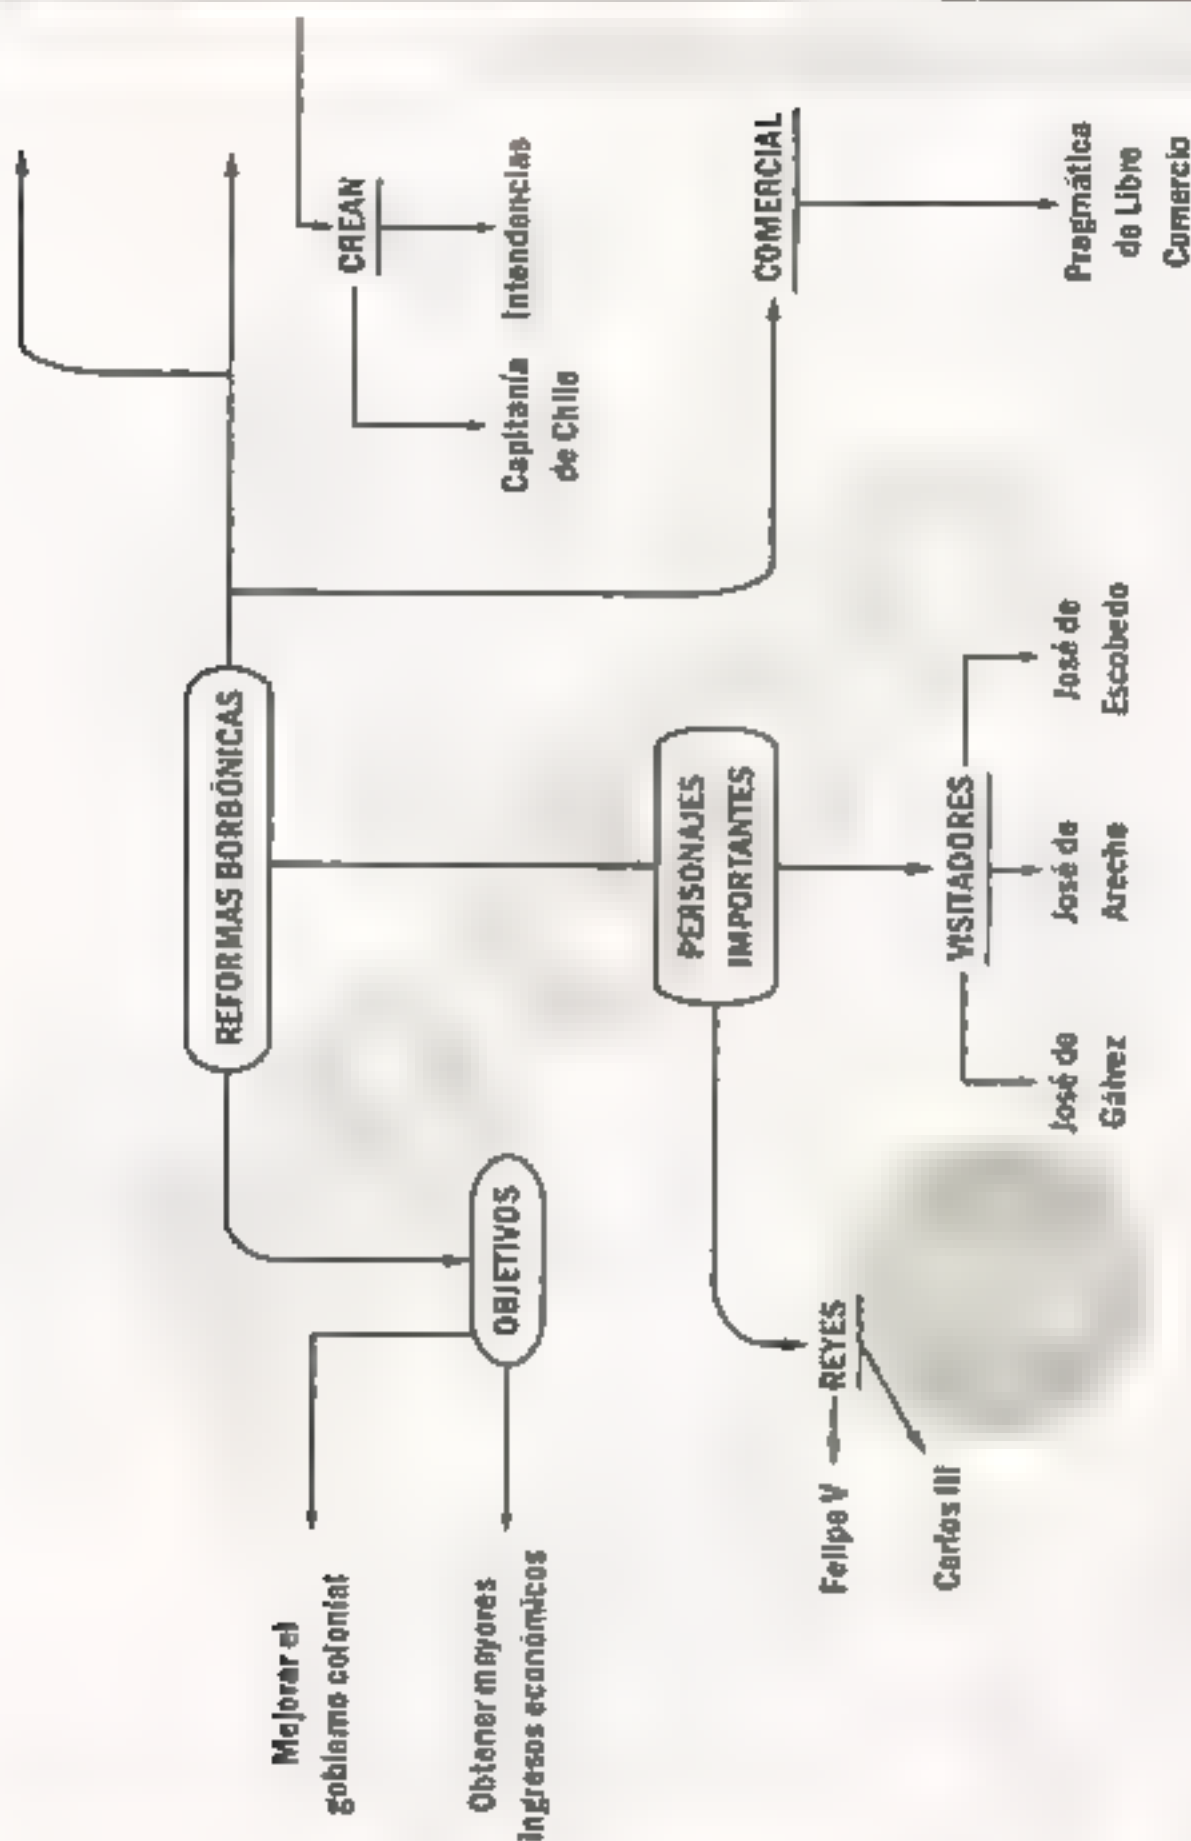 REFORMAS BORBÓNICAS
Mejorar el
gobierno colonial
OBJETIVOS
Obtener mayores
ingresos económicos
CREAN
Capitanía
de Chile
Intendencias
PERSONAJES
IMPORTANTES
COMERCIAL
Pragmática
de Libre
Comercio
REYES
Felipe V
Carlos III
VISITADORES
José de
Gálvez
José de
Areche
José de
Escobedo